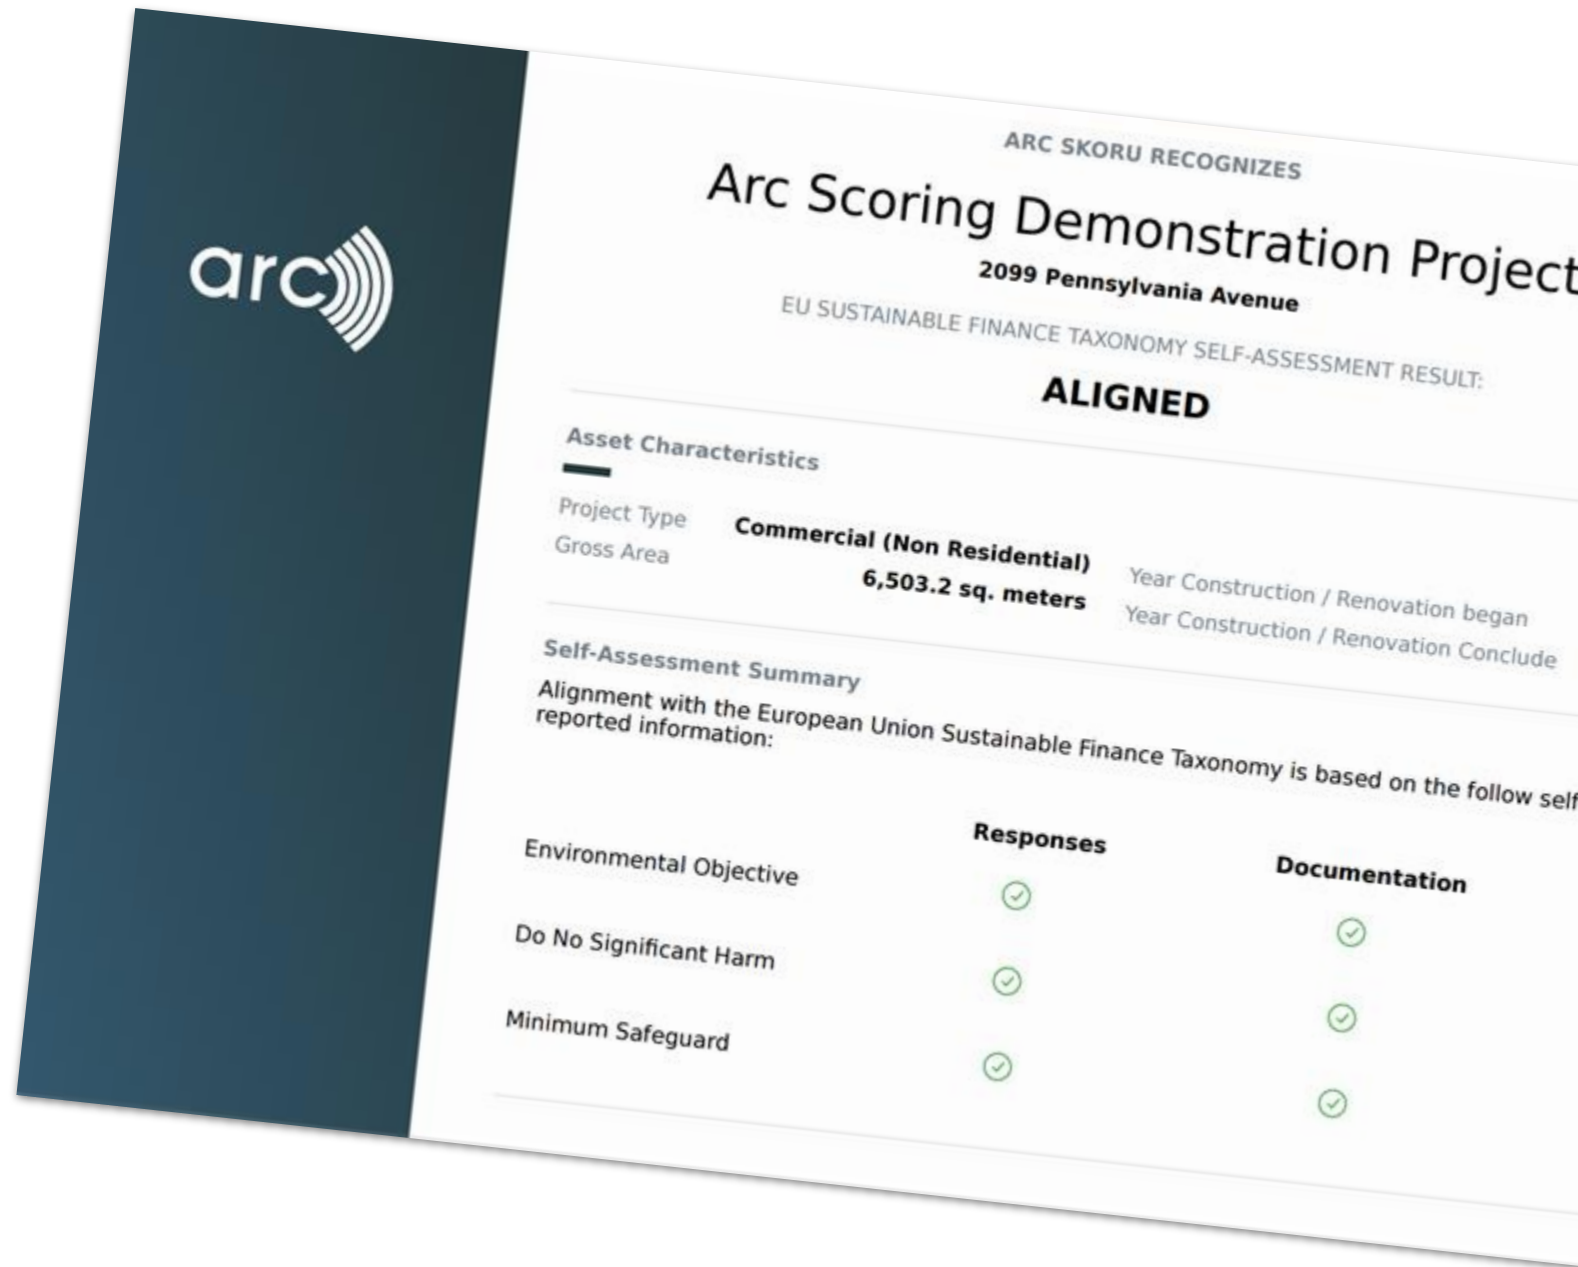 arc
ARC SKORU RECOGNIZES
Arc Scoring Demonstration Project
2099 Pennsylvania Avenue
EU SUSTAINABLE FINANCE TAXONOMY SELF-ASSESSMENT RESULT:
ALIGNED
Asset Characteristics
Project Type Commercial (Non Residential) Year Construction / Renovation began
Gross Area 6,503.2 sq. meters Year Construction / Renovation Conclude
Self-Assessment Summary
Alignment with the European Union Sustainable Finance Taxonomy is based on the follow self
reported information:
Responses Documentation
Environmental Objective
Do No Significant Harm
Minimum Safeguard